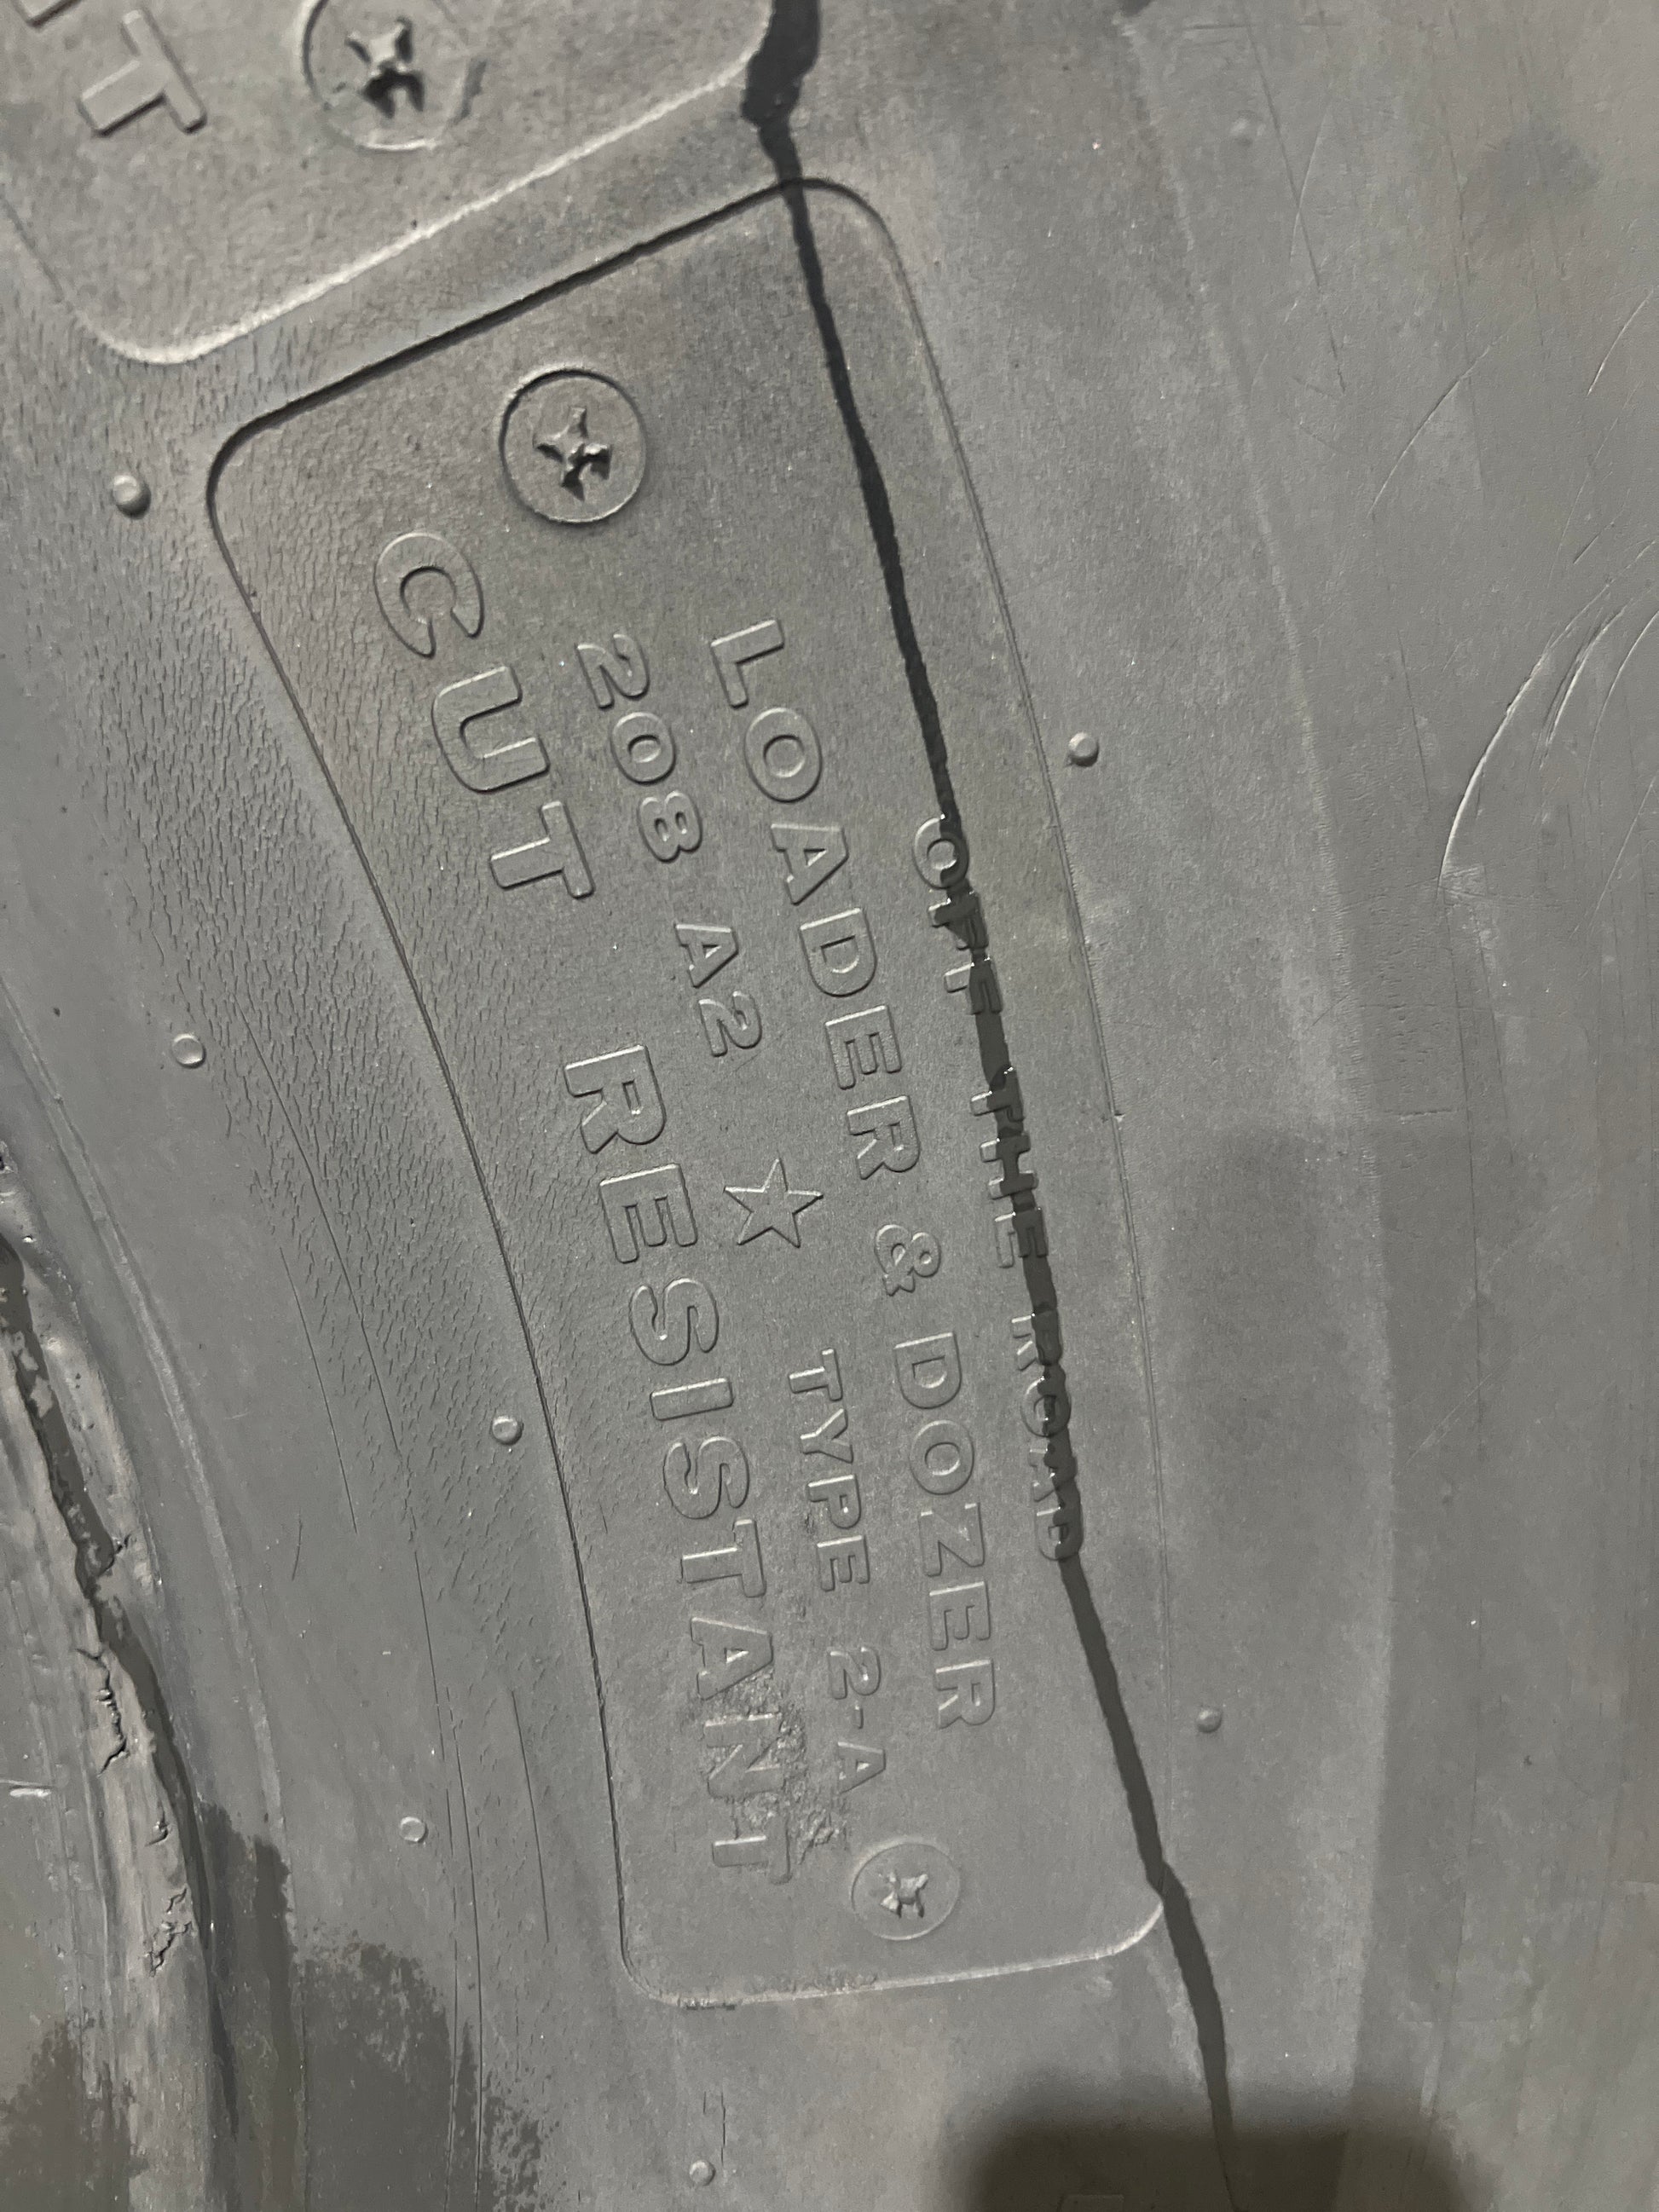 OFF THE ROAD
LOADER & DOZER
208 A2 ★ TYPE 2-A
CUT RESISTANT